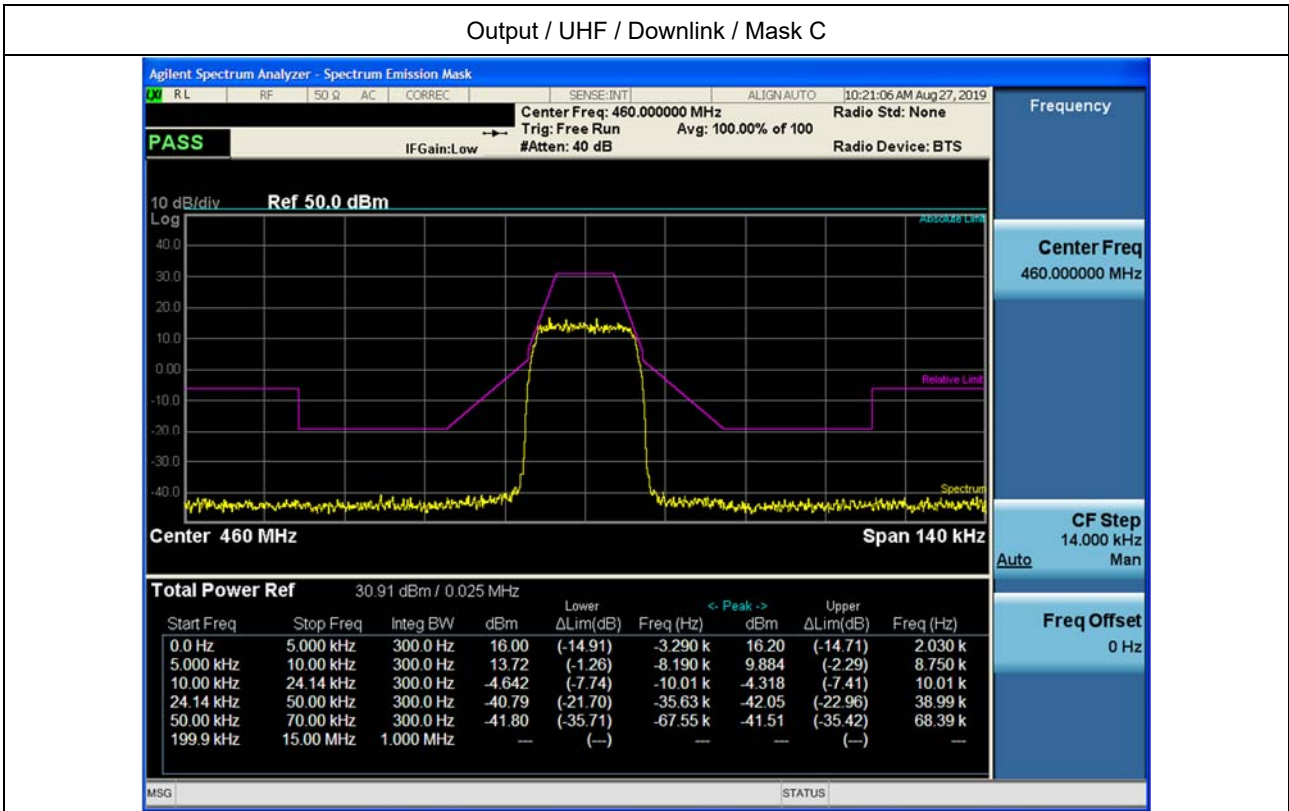 Output / UHF / Downlink / Mask C
Agilent Spectrum Analyzer - Spectrum Emission Mask
LXI RL RF 50 Ω AC CORREC SENSE:INT ALIGN AUTO 10:21:06 AM Aug 27, 2019
Center Freq: 460.000000 MHz Radio Std: None
Trig: Free Run Avg: 100.00% of 100
PASS IFGain:Low #Atten: 40 dB Radio Device: BTS
Frequency
10 dB/div Ref 50.0 dBm
Log
Absolute Limit
40.0
30.0
20.0
10.0
0.00
Relative Limit
-10.0
-20.0
-30.0
-40.0
Spectrum
Center 460 MHz Span 140 kHz
Center Freq
460.000000 MHz
CF Step
14.000 kHz
Auto Man
Freq Offset
0 Hz
Total Power Ref 30.91 dBm / 0.025 MHz
Lower <- Peak -> Upper
Start Freq Stop Freq Integ BW dBm ΔLim(dB) Freq (Hz) dBm ΔLim(dB) Freq (Hz)
0.0 Hz 5.000 kHz 300.0 Hz 16.00 (-14.91) -3.290 k 16.20 (-14.71) 2.030 k
5.000 kHz 10.00 kHz 300.0 Hz 13.72 (-1.26) -8.190 k 9.884 (-2.29) 8.750 k
10.00 kHz 24.14 kHz 300.0 Hz -4.642 (-7.74) -10.01 k -4.318 (-7.41) 10.01 k
24.14 kHz 50.00 kHz 300.0 Hz -40.79 (-21.70) -35.63 k -42.05 (-22.96) 38.99 k
50.00 kHz 70.00 kHz 300.0 Hz -41.80 (-35.71) -67.55 k -41.51 (-35.42) 68.39 k
199.9 kHz 15.00 MHz 1.000 MHz --- (---) --- --- (---) ---
MSG STATUS